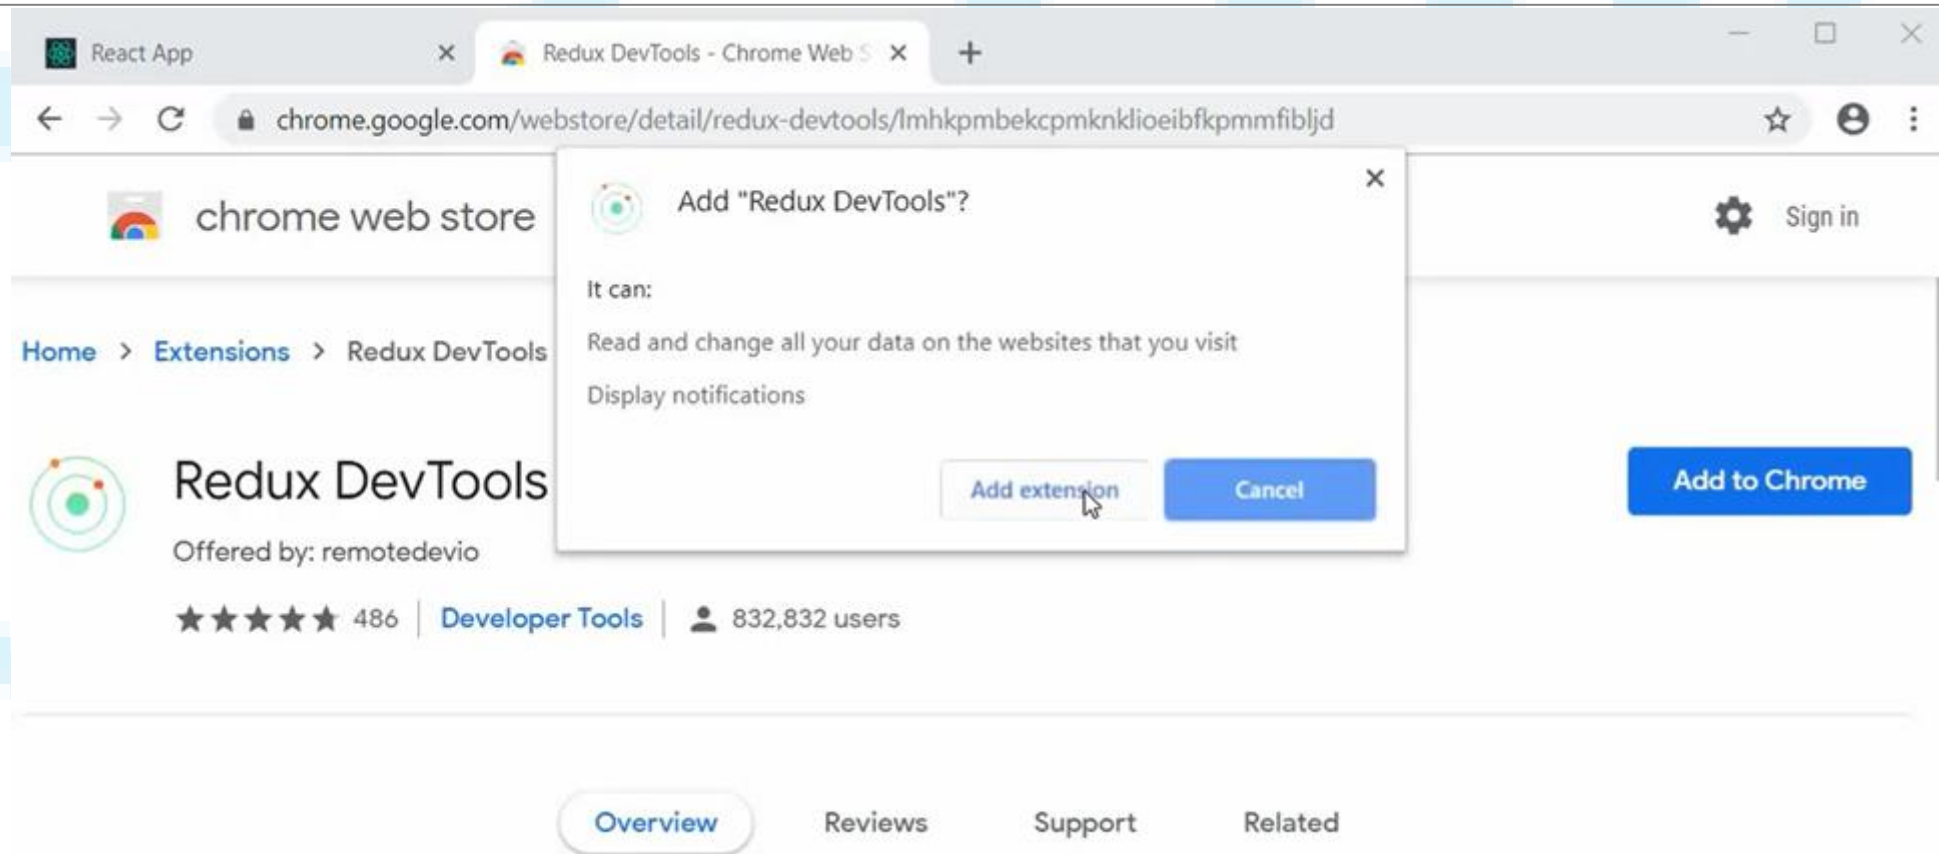 React App
Redux DevTools - Chrome Web S
chrome.google.com/webstore/detail/redux-devtools/lmhkpmbekcpmknklioeibfkpmmfibljd
chrome web store
Sign in
Add "Redux DevTools"?
It can:
Read and change all your data on the websites that you visit
Display notifications
Add extension
Cancel
Home > Extensions > Redux DevTools
Redux DevTools
Add to Chrome
Offered by: remotedevio
486 | Developer Tools | 832,832 users
Overview Reviews Support Related